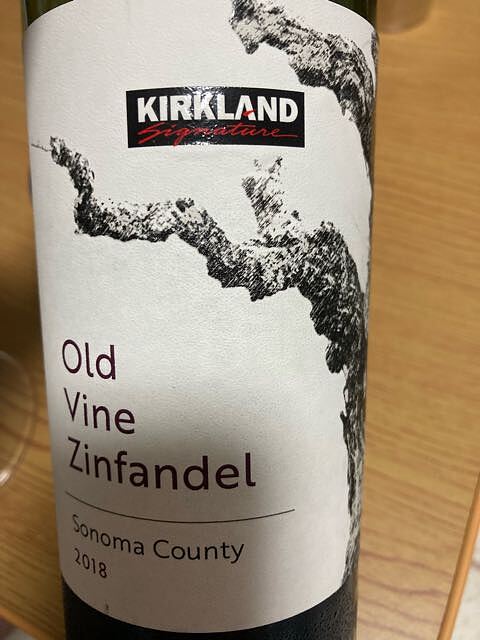 KIRKLAND
Signature
Old
Vine
Zinfandel
Sonoma County
2018